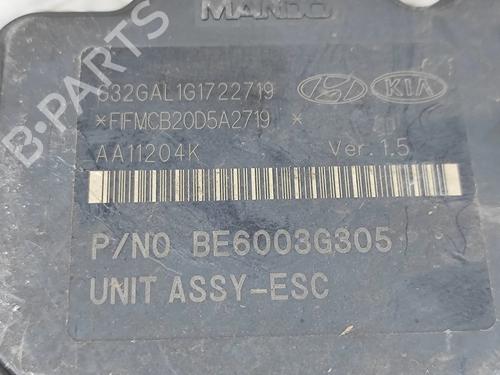 MANDO
632GAL1G1722719
KIA
*FIFMCB20D5A2719 *
AA11204K Ver.1.5
P/NO BE6003G305
UNIT ASSY-ESC
B-PARTS